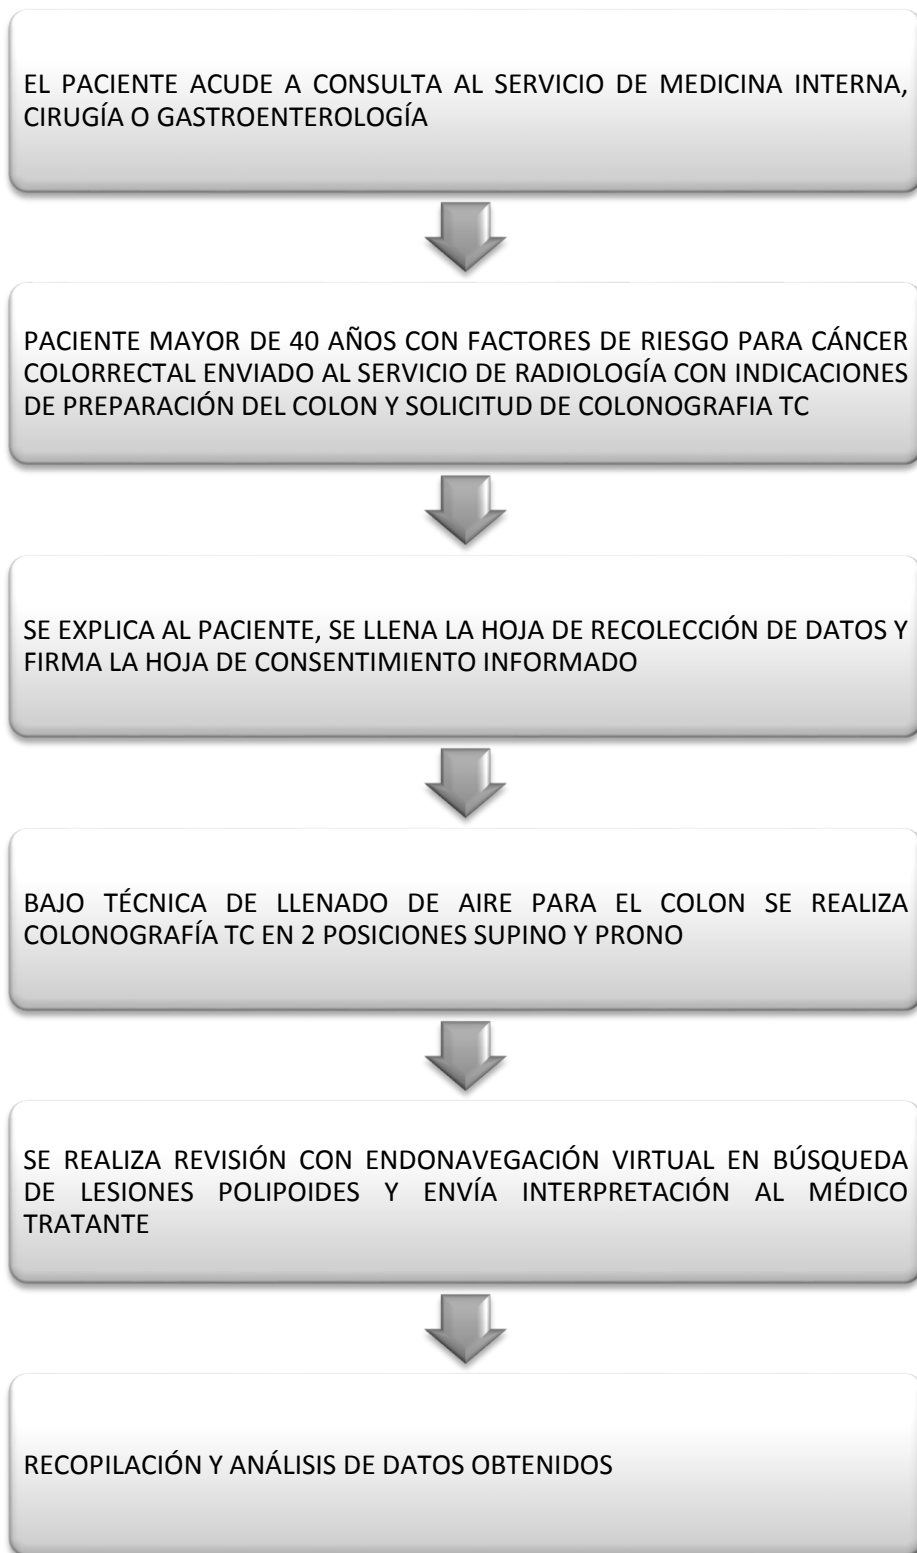 EL PACIENTE ACUDE A CONSULTA AL SERVICIO DE MEDICINA INTERNA,
CIRUGÍA O GASTROENTEROLOGÍA
PACIENTE MAYOR DE 40 AÑOS CON FACTORES DE RIESGO PARA CÁNCER
COLORRECTAL ENVIADO AL SERVICIO DE RADIOLOGÍA CON INDICACIONES
DE PREPARACIÓN DEL COLON Y SOLICITUD DE COLONOGRAFIA TC
SE EXPLICA AL PACIENTE, SE LLENA LA HOJA DE RECOLECCIÓN DE DATOS Y
FIRMA LA HOJA DE CONSENTIMIENTO INFORMADO
BAJO TÉCNICA DE LLENADO DE AIRE PARA EL COLON SE REALIZA
COLONOGRAFÍA TC EN 2 POSICIONES SUPINO Y PRONO
SE REALIZA REVISIÓN CON ENDONAVEGACIÓN VIRTUAL EN BÚSQUEDA
DE LESIONES POLIPOIDES Y ENVÍA INTERPRETACIÓN AL MÉDICO
TRATANTE
RECOPILACIÓN Y ANÁLISIS DE DATOS OBTENIDOS